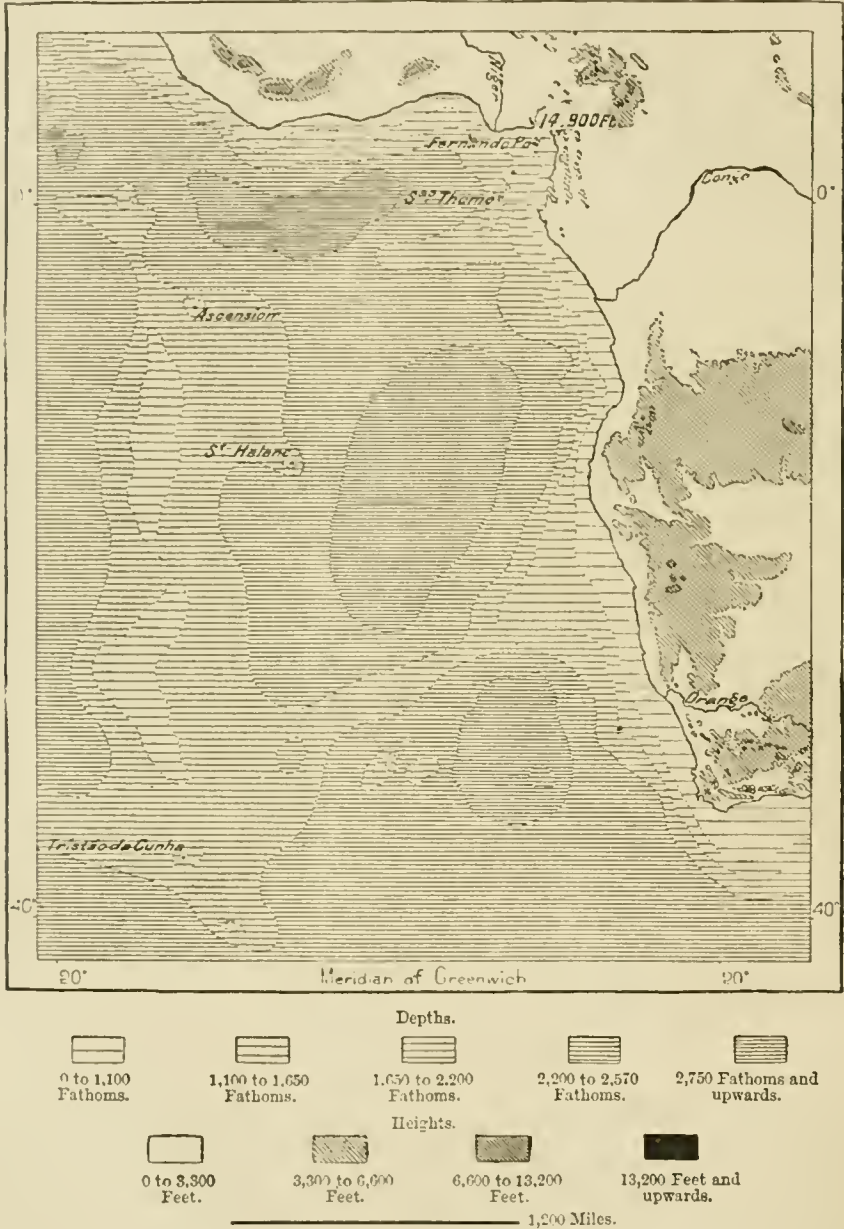 Niger
14,900Ft
Fernando Po
Congo
0°
0°
São Thomé
Ascension
St Helena
Orange
Tristão da Cunha
40°
40°
20°
Meridian of Greenwich
20°
Depths.
0 to 1,100
Fathoms.
1,100 to 1,650
Fathoms.
1,650 to 2,200
Fathoms.
2,200 to 2,570
Fathoms.
2,750 Fathoms and
upwards.
Heights.
0 to 3,300
Feet.
3,300 to 6,600
Feet.
6,600 to 13,200
Feet.
13,200 Feet and
upwards.
1,200 Miles.